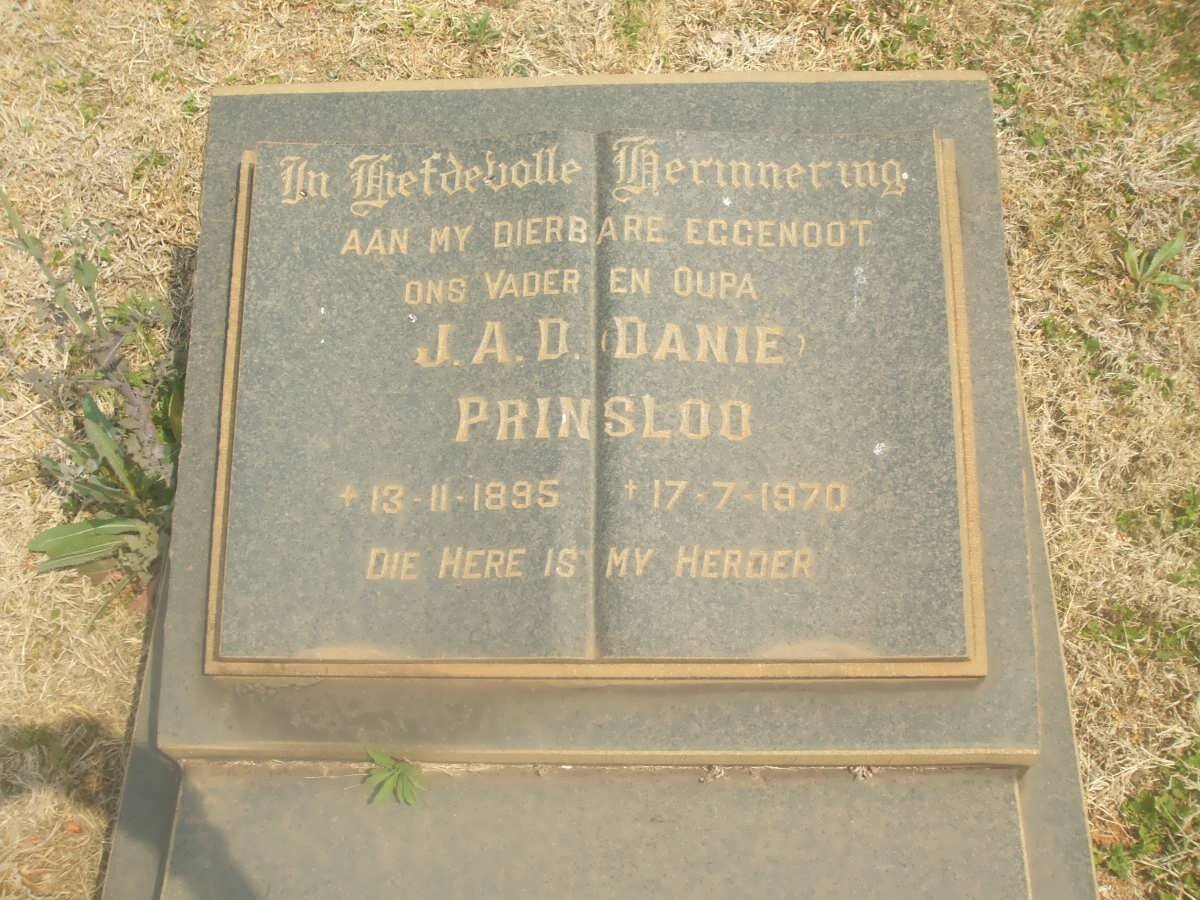 In Liefdevolle Herinnering
AAN MY DIERBARE EGGENOOT
ONS VADER EN OUPA
J.A.D. (DANIE)
PRINSLOO
+ 13-11-1895 † 17-7-1970
DIE HERE IS MY HERDER